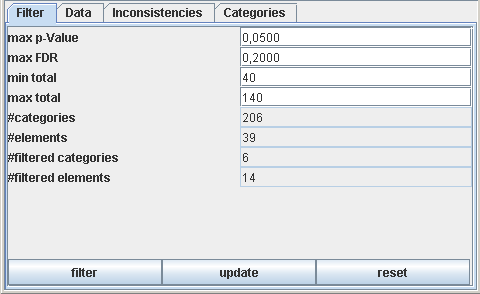 Filter Data Inconsistencies Categories
max p-Value 0,0500
max FDR 0,2000
min total 40
max total 140
#categories 206
#elements 39
#filtered categories 6
#filtered elements 14
filter update reset